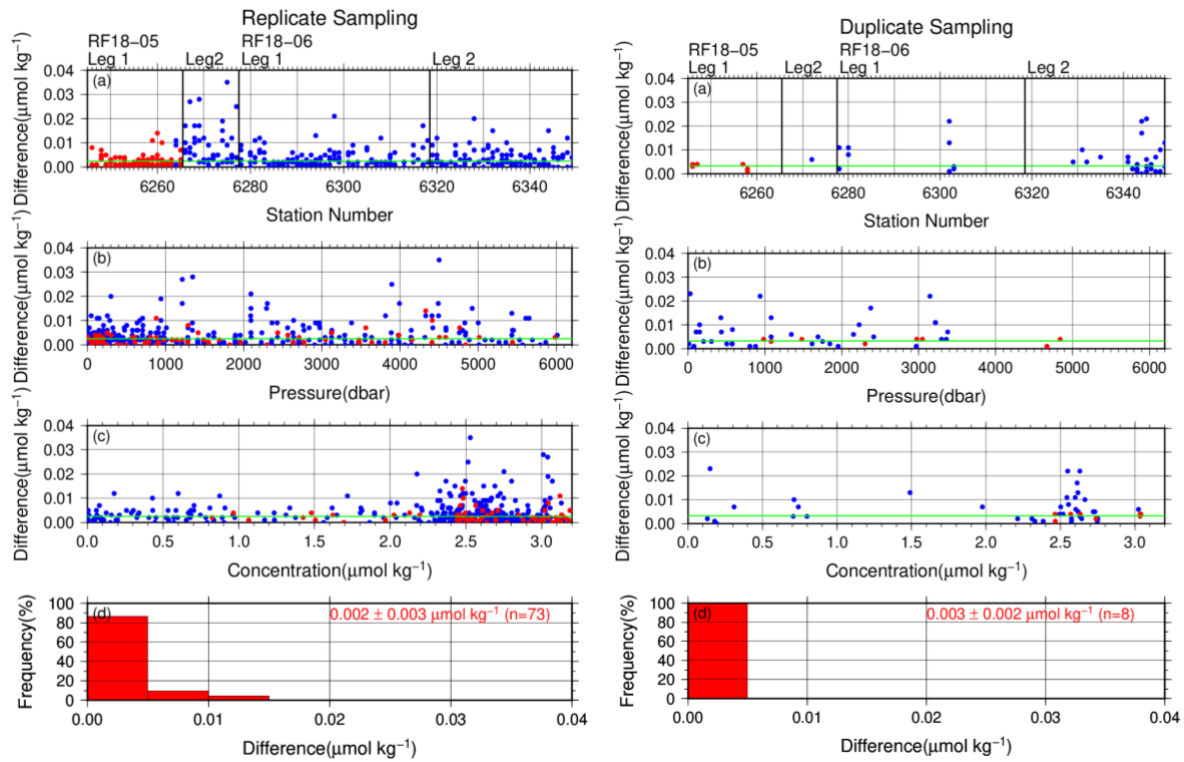 Replicate Sampling
RF18−05 RF18−06
Leg 1 Leg2 Leg 1 Leg 2
(a)
0.04
0.03
0.02
0.01
0.00
Difference(μmol kg−1)
6260 6280 6300 6320 6340
Station Number
(b)
0.04
0.03
0.02
0.01
0.00
Difference(μmol kg−1)
0 1000 2000 3000 4000 5000 6000
Pressure(dbar)
(c)
0.04
0.03
0.02
0.01
0.00
Difference(μmol kg−1)
0.0 0.5 1.0 1.5 2.0 2.5 3.0
Concentration(μmol kg−1)
(d)
0.002 ± 0.003 μmol kg−1 (n=73)
100
80
60
40
20
0
Frequency(%)
0.00 0.01 0.02 0.03 0.04
Difference(μmol kg−1)
Duplicate Sampling
RF18−05 RF18−06
Leg 1 Leg2 Leg 1 Leg 2
(a)
0.04
0.03
0.02
0.01
0.00
Difference(μmol kg−1)
6260 6280 6300 6320 6340
Station Number
(b)
0.04
0.03
0.02
0.01
0.00
Difference(μmol kg−1)
0 1000 2000 3000 4000 5000 6000
Pressure(dbar)
(c)
0.04
0.03
0.02
0.01
0.00
Difference(μmol kg−1)
0.0 0.5 1.0 1.5 2.0 2.5 3.0
Concentration(μmol kg−1)
(d)
0.003 ± 0.002 μmol kg−1 (n=8)
100
80
60
40
20
0
Frequency(%)
0.00 0.01 0.02 0.03 0.04
Difference(μmol kg−1)